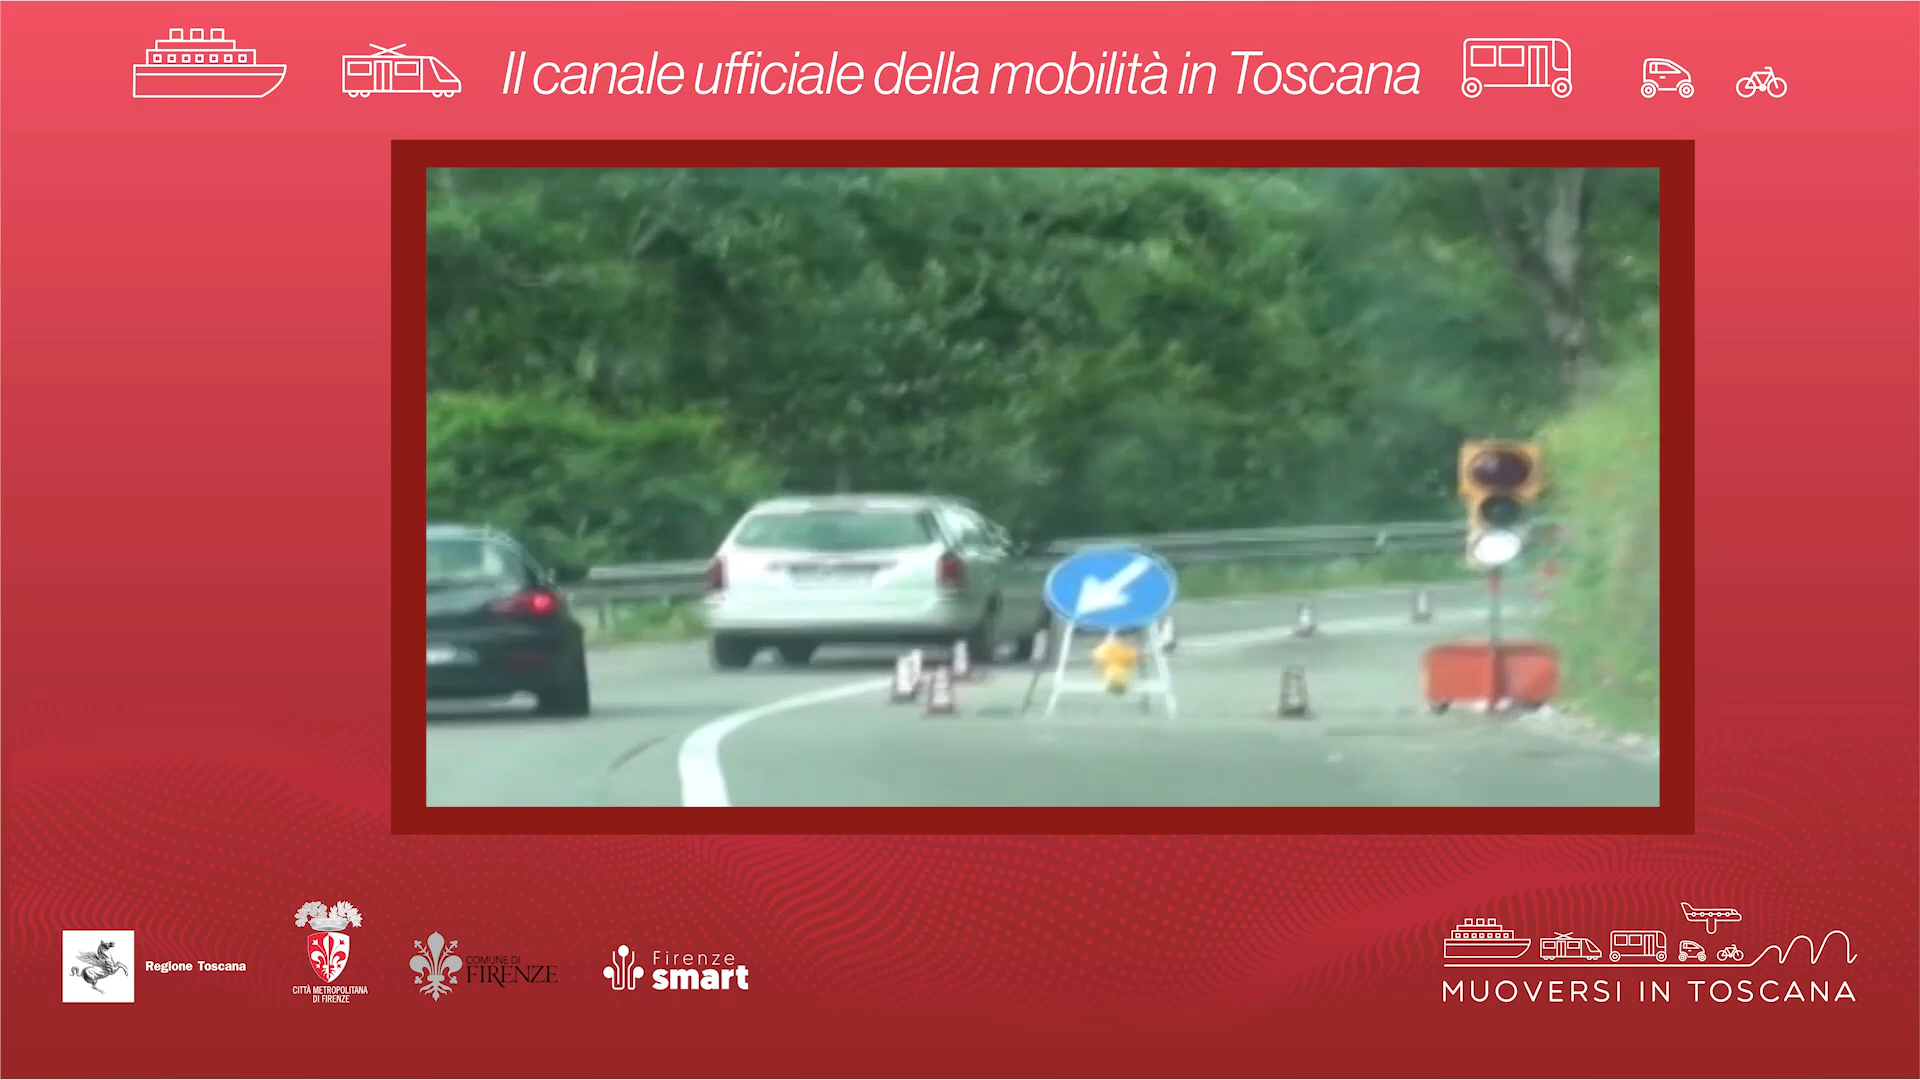 Il canale ufficiale della mobilità in Toscana
Regione Toscana
CITTÀ METROPOLITANA
DI FIRENZE
COMUNE DI
FIRENZE
Firenze
smart
MUOVERSI IN TOSCANA